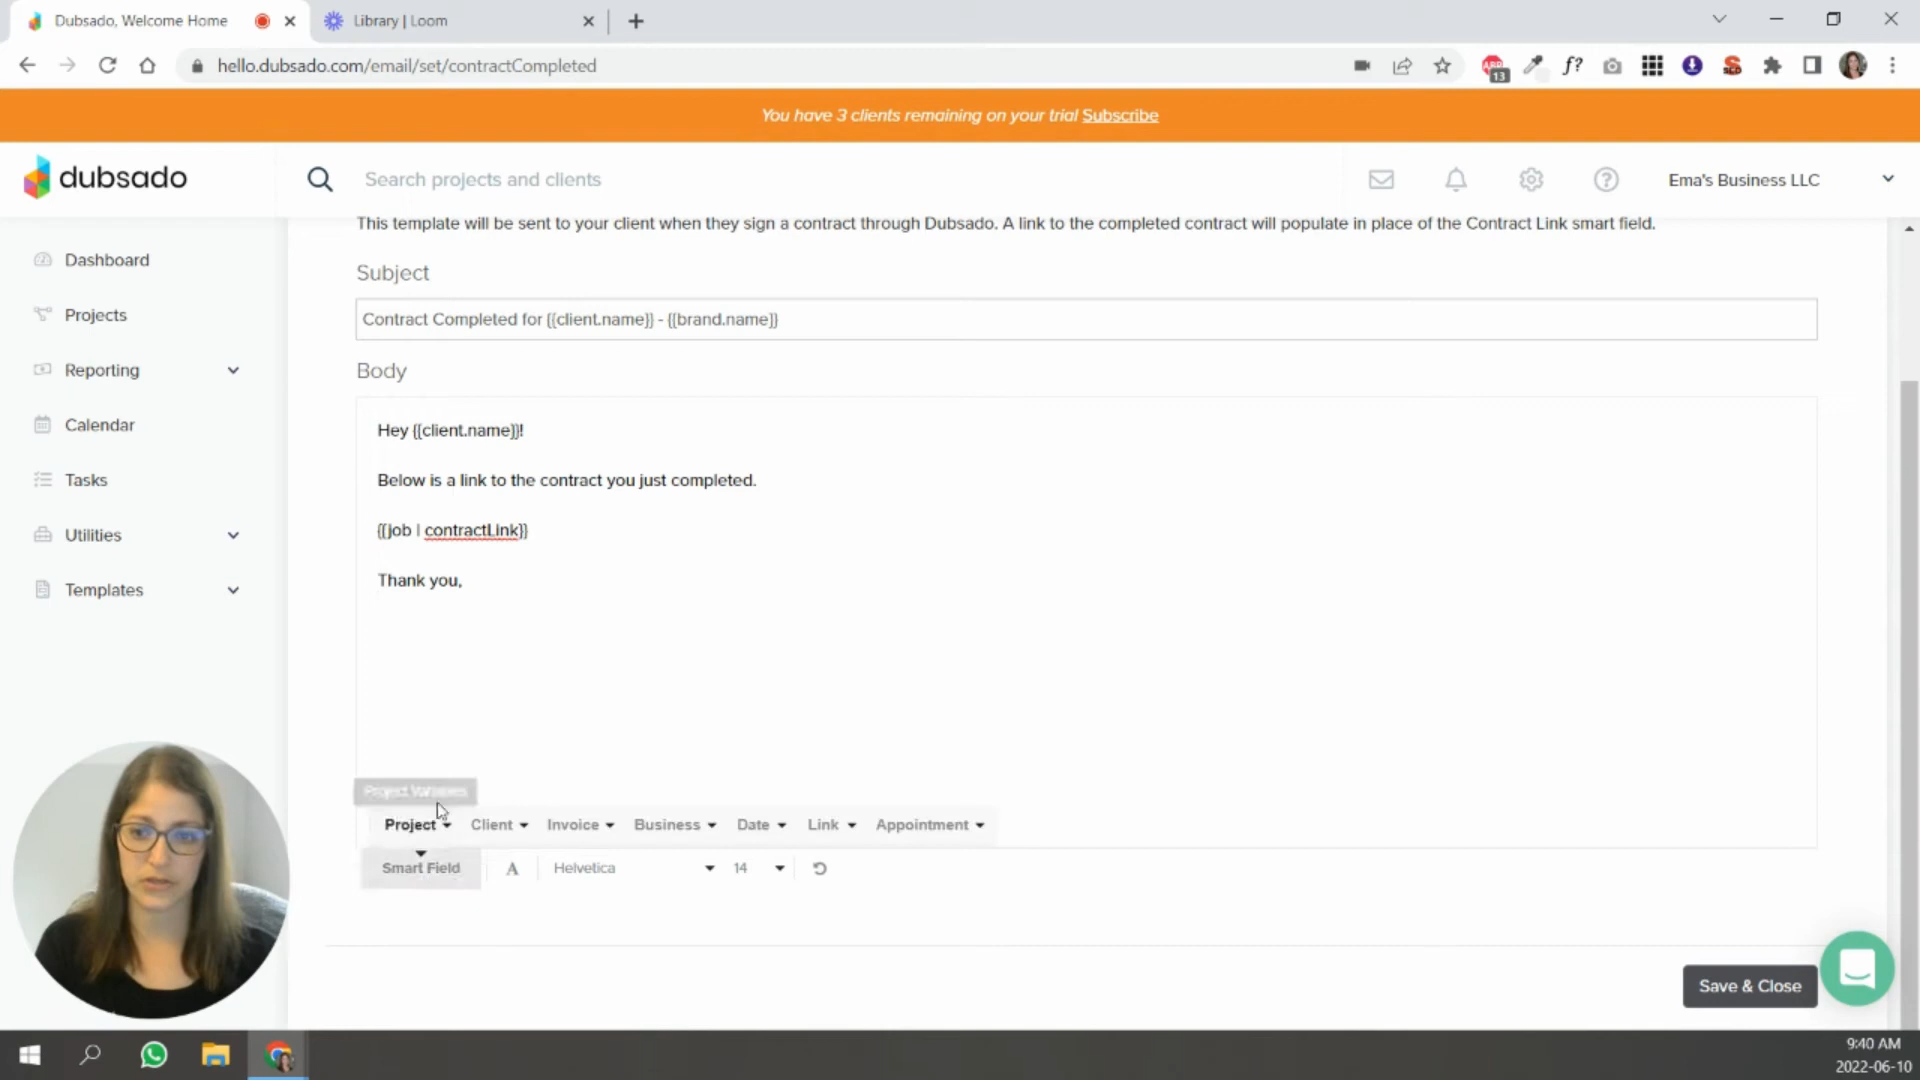 Dubsado, Welcome Home
Library | Loom
hello.dubsado.com/email/set/contractCompleted
ABP
13
f?
SEO
You have 3 clients remaining on your trial Subscribe
dubsado
Search projects and clients
Ema's Business LLC
This template will be sent to your client when they sign a contract through Dubsado. A link to the completed contract will populate in place of the Contract Link smart field.
Dashboard
Projects
Reporting
Calendar
Tasks
Utilities
Templates
Subject
Contract Completed for {{client.name}} - {{brand.name}}
Body
Hey {{client.name}}!
Below is a link to the contract you just completed.
{{job | contractLink}}
Thank you,
Project Variables
Project Client Invoice Business Date Link Appointment
Smart Field A Helvetica 14
Save & Close
9:40 AM
2022-06-10